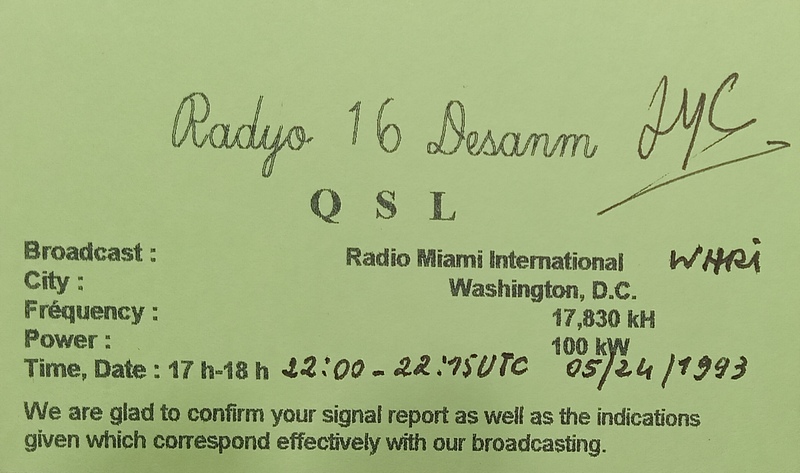 Radyo 16 Desanm
Q S L
Broadcast : Radio Miami International WHRi
City : Washington, D.C.
Fréquency : 17,830 kH
Power : 100 kW
Time, Date : 17 h-18 h 22:00 - 22:15 UTC 05/24/1993
We are glad to confirm your signal report as well as the indications
given which correspond effectively with our broadcasting.